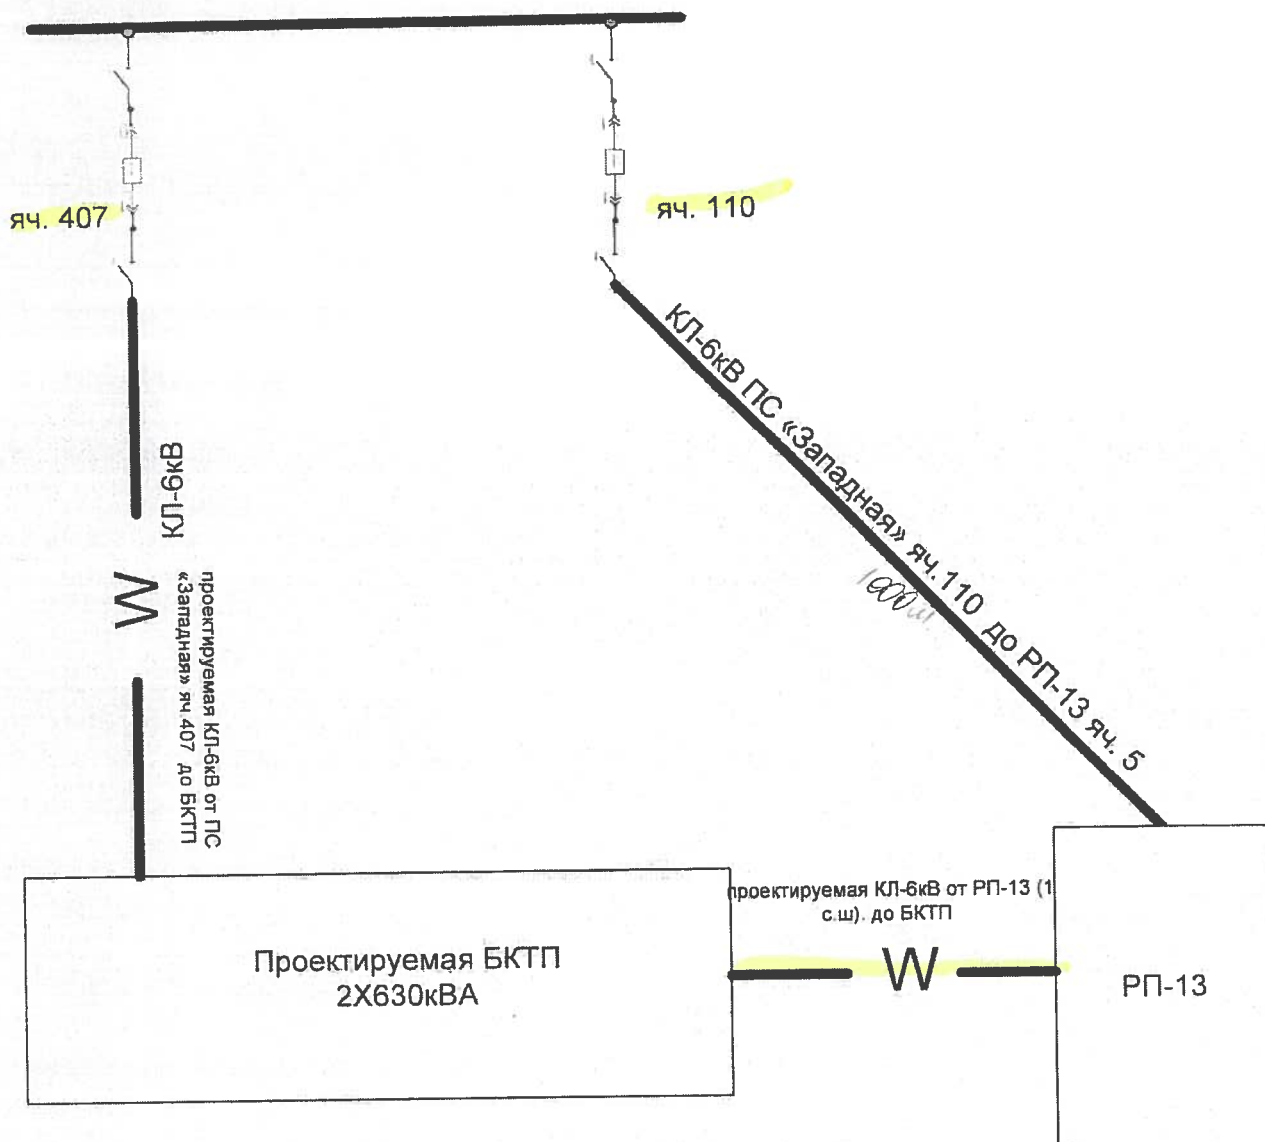 яч. 407
яч. 110
КЛ-6кВ ПС «Западная» яч.110 до РП-13 яч. 5
1000 м
КЛ-6кВ
W
проектируемая КЛ-6кВ от ПС
«Западная» яч.407 до БКТП
проектируемая КЛ-6кВ от РП-13 (1
с.ш). до БКТП
W
Проектируемая БКТП
2Х630кВА
РП-13